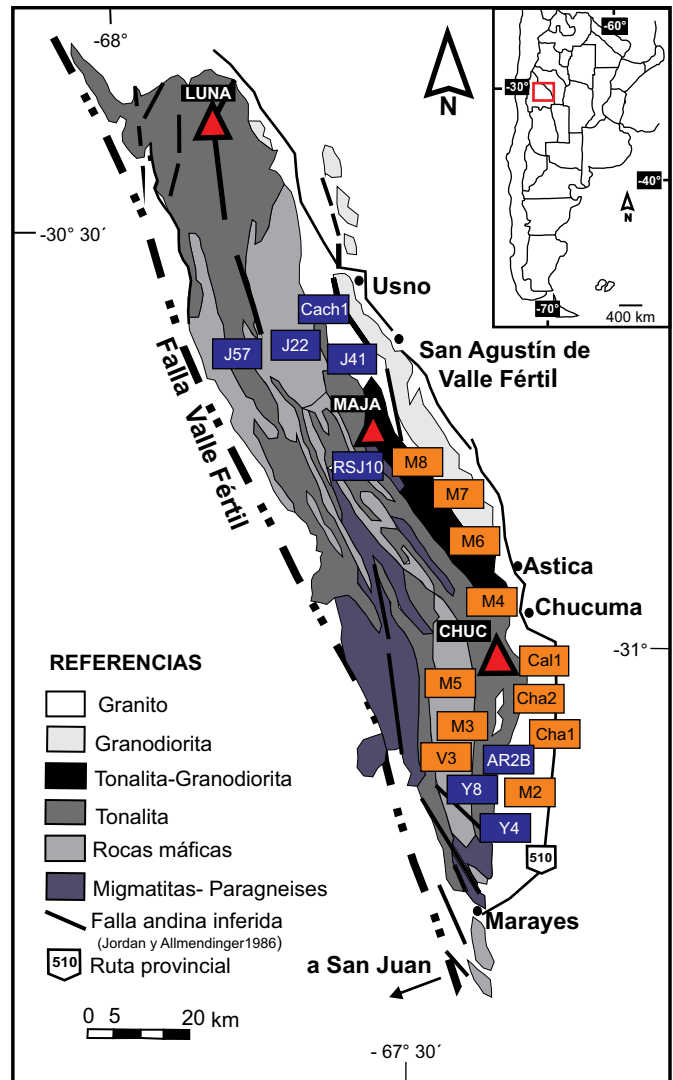 -68°
-60°
-30°
-40°
N
-70°
400 km
LUNA
N
-30° 30´
Usno
Cach1
San Agustín de
Valle Fértil
J57
J22
J41
Falla Valle Fértil
MAJA
RSJ10
M8
M7
M6
Astica
M4
Chucuma
CHUC
-31°
Cal1
M5
Cha2
M3
Cha1
V3
AR2B
Y8
M2
Y4
510
Marayes
a San Juan
REFERENCIAS
Granito
Granodiorita
Tonalita-Granodiorita
Tonalita
Rocas máficas
Migmatitas- Paragneises
Falla andina inferida
(Jordan y Allmendinger1986)
510 Ruta provincial
0 5 20 km
- 67° 30´